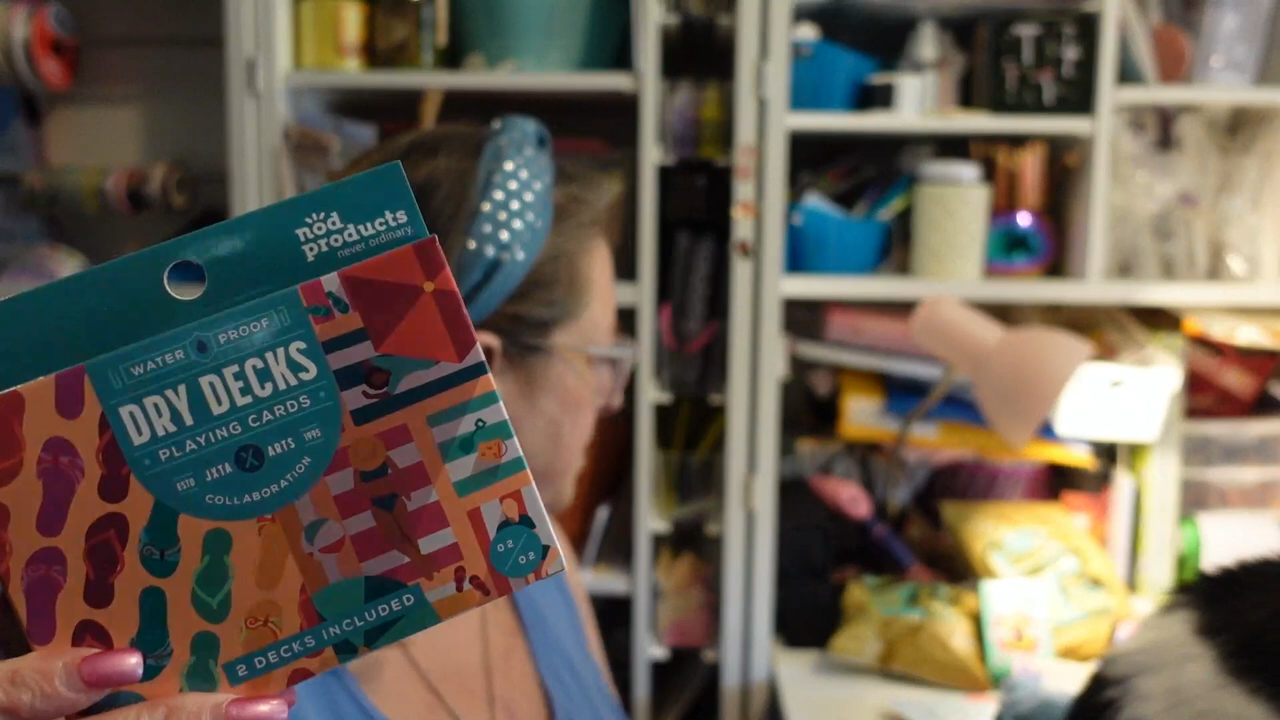 nod
products
never ordinary.
WATER PROOF
DRY DECKS
PLAYING CARDS
ESTD JXTA X ARTS 1995
COLLABORATION
02
02
2 DECKS INCLUDED